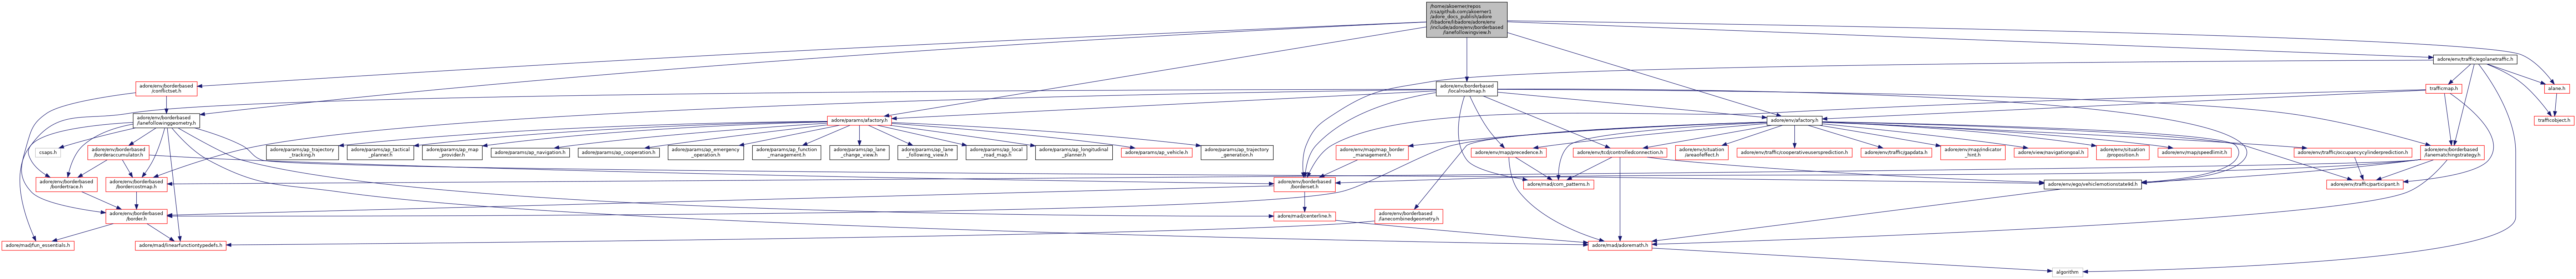 /home/akoerner/repos
/csa/github.com/akoerner1
/adore_docs_publish/adore
/libadore/libadore/adore/env
/include/adore/env/borderbased
/lanefollowingview.h
adore/env/traffic/egolanetraffic.h
adore/env/borderbased
/conflictset.h
adore/env/borderbased
/localroadmap.h
trafficmap.h
alane.h
adore/env/borderbased
/lanefollowinggeometry.h
adore/params/afactory.h
adore/env/afactory.h
trafficobject.h
csaps.h
adore/env/borderbased
/borderaccumulator.h
adore/params/ap_trajectory
_tracking.h
adore/params/ap_tactical
_planner.h
adore/params/ap_map
_provider.h
adore/params/ap_navigation.h
adore/params/ap_cooperation.h
adore/params/ap_emergency
_operation.h
adore/params/ap_function
_management.h
adore/params/ap_lane
_change_view.h
adore/params/ap_lane
_following_view.h
adore/params/ap_local
_road_map.h
adore/params/ap_longitudinal
_planner.h
adore/params/ap_vehicle.h
adore/params/ap_trajectory
_generation.h
adore/env/map/map_border
_management.h
adore/env/map/precedence.h
adore/env/tcd/controlledconnection.h
adore/env/situation
/areaofeffect.h
adore/env/traffic/cooperativeusersprediction.h
adore/env/traffic/gapdata.h
adore/env/map/indicator
_hint.h
adore/view/navigationgoal.h
adore/env/situation
/proposition.h
adore/env/map/speedlimit.h
adore/env/traffic/occupancycylinderprediction.h
adore/env/borderbased
/lanematchingstrategy.h
adore/env/borderbased
/bordertrace.h
adore/env/borderbased
/bordercostmap.h
adore/env/borderbased
/borderset.h
adore/mad/com_patterns.h
adore/env/ego/vehiclemotionstate9d.h
adore/env/traffic/participant.h
adore/env/borderbased
/border.h
adore/mad/centerline.h
adore/env/borderbased
/lanecombinedgeometry.h
adore/mad/fun_essentials.h
adore/mad/linearfunctiontypedefs.h
adore/mad/adoremath.h
algorithm